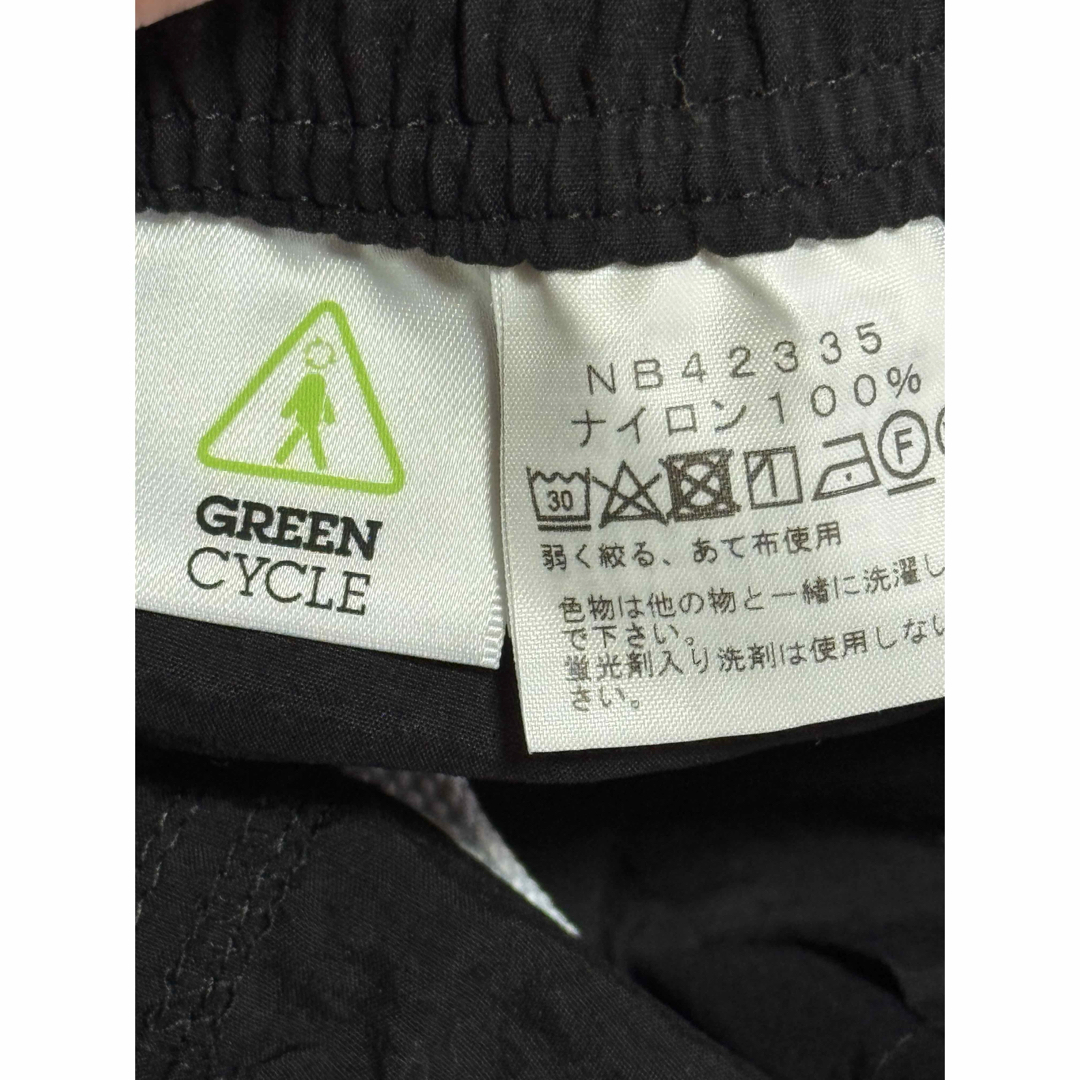 GREEN
CYCLE
NB42335
ナイロン100%
30
F
弱く絞る、あて布使用
色物は他の物と一緒に洗濯し
で下さい。
蛍光剤入り洗剤は使用しない
さい。